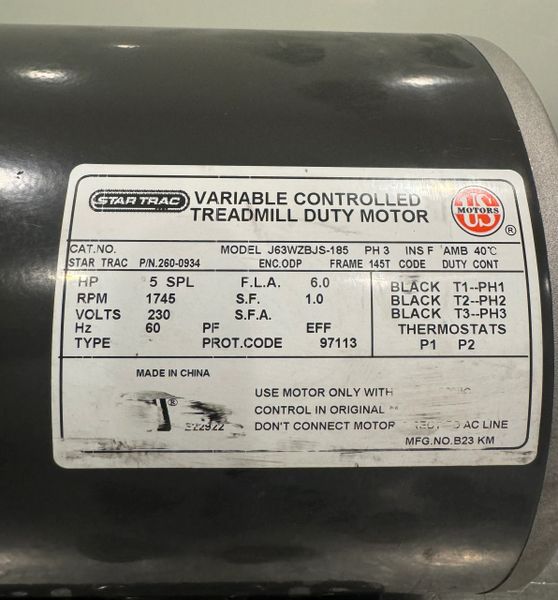 STAR TRAC
VARIABLE CONTROLLED
TREADMILL DUTY MOTOR
US MOTORS ®
CAT.NO. MODEL J63WZBJS-185 PH 3 INS F AMB 40℃
STAR TRAC P/N.260-0934 ENC.ODP FRAME 145T CODE DUTY CONT
HP 5 SPL F.L.A. 6.0
RPM 1745 S.F. 1.0
VOLTS 230 S.F.A.
Hz 60 PF EFF
TYPE PROT.CODE 97113
BLACK T1--PH1
BLACK T2--PH2
BLACK T3--PH3
THERMOSTATS
P1 P2
MADE IN CHINA
®
USE MOTOR ONLY WITH
CONTROL IN ORIGINAL
DON'T CONNECT MOTOR AC LINE
MFG.NO.B23 KM